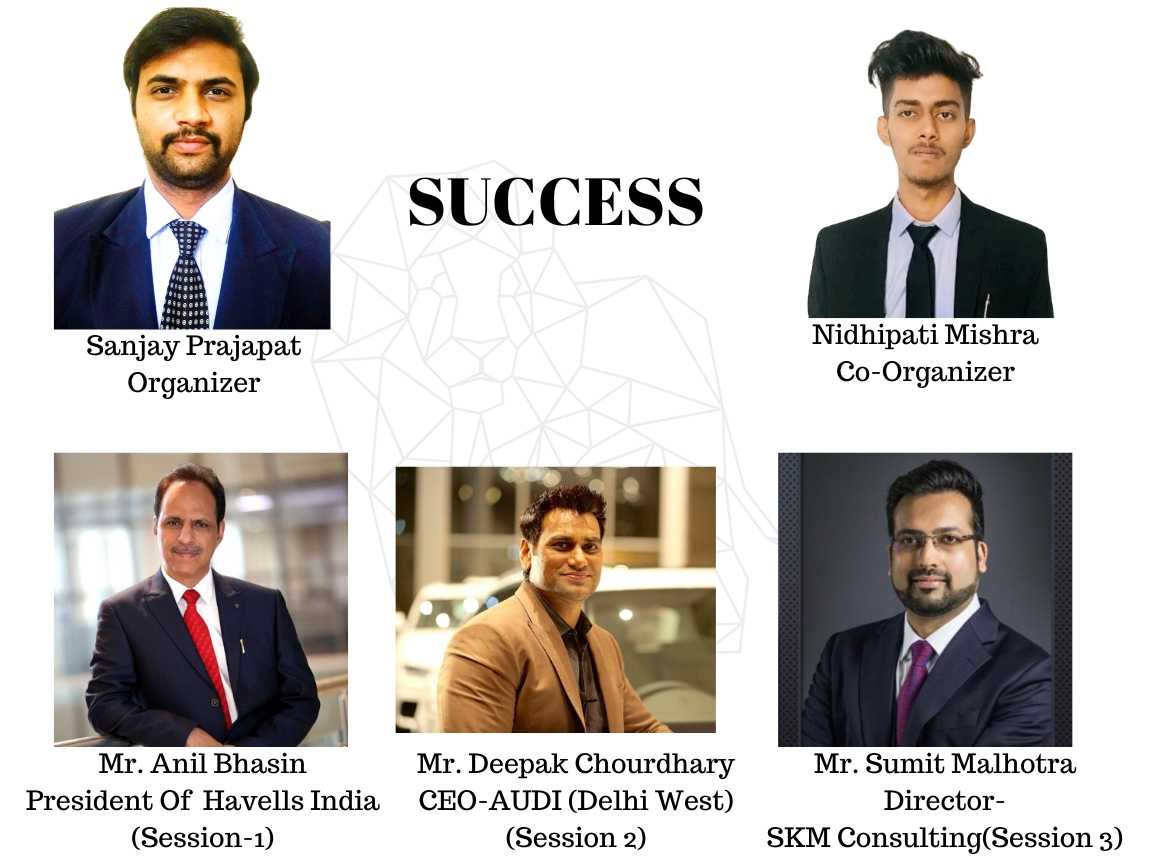 SUCCESS
Sanjay Prajapat
Organizer
Nidhipati Mishra
Co-Organizer
Mr. Anil Bhasin
President Of  Havells India
(Session-1)
Mr. Deepak Chourdhary
CEO-AUDI (Delhi West)
(Session 2)
Mr. Sumit Malhotra
Director-
SKM Consulting(Session 3)